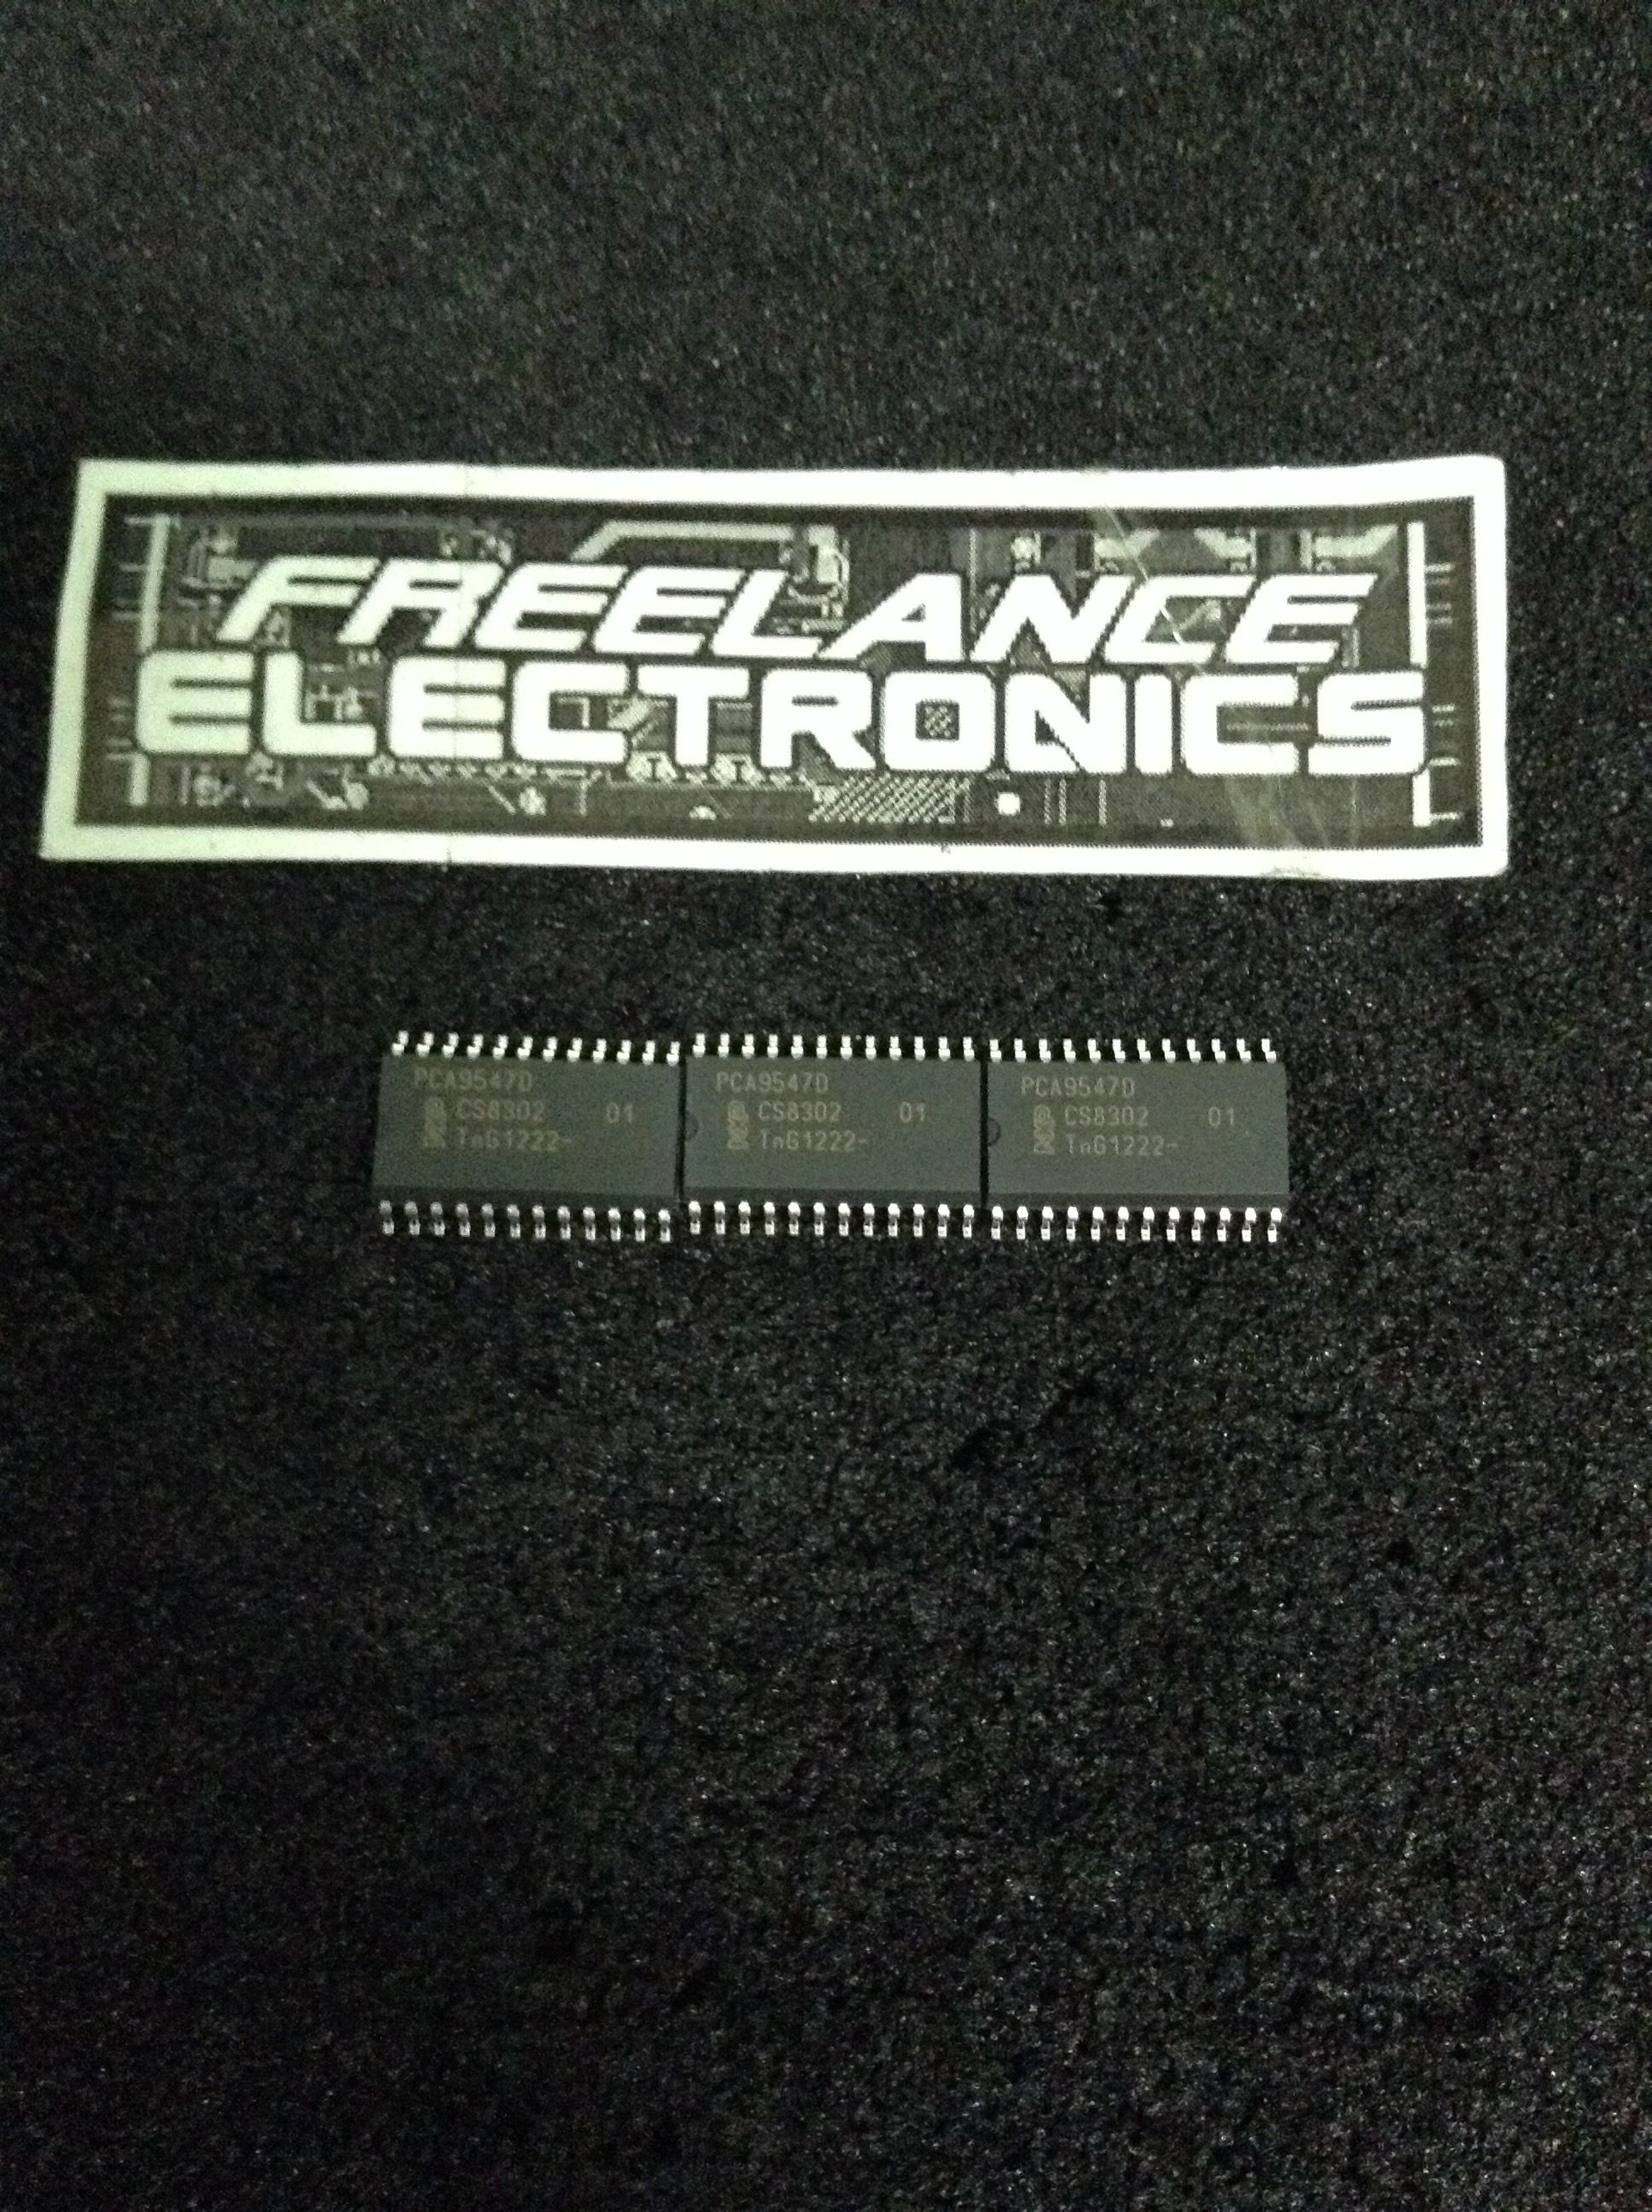 FREELANCE
ELECTRONICS
PCA9547D
CS8302 01
TnG1222-
PCA9547D
CS8302 01
TnG1222-
PCA9547D
CS8302 01
TnG1222-